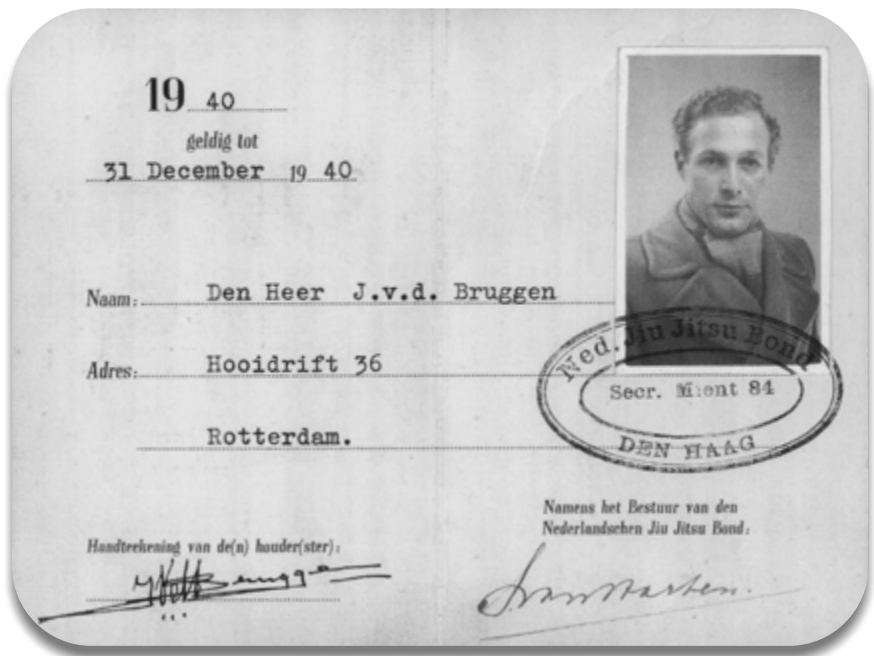 19 40
geldig tot
31 December 19 40
Naam: Den Heer J.v.d. Bruggen
Adres: Hooidrift 36
Rotterdam.
Ned. Jiu Jitsu Bond
Secr. Mient 84
DEN HAAG
Namens het Bestuur van den
Nederlandschen Jiu Jitsu Bond:
Handteekening van de(n) houder(ster):